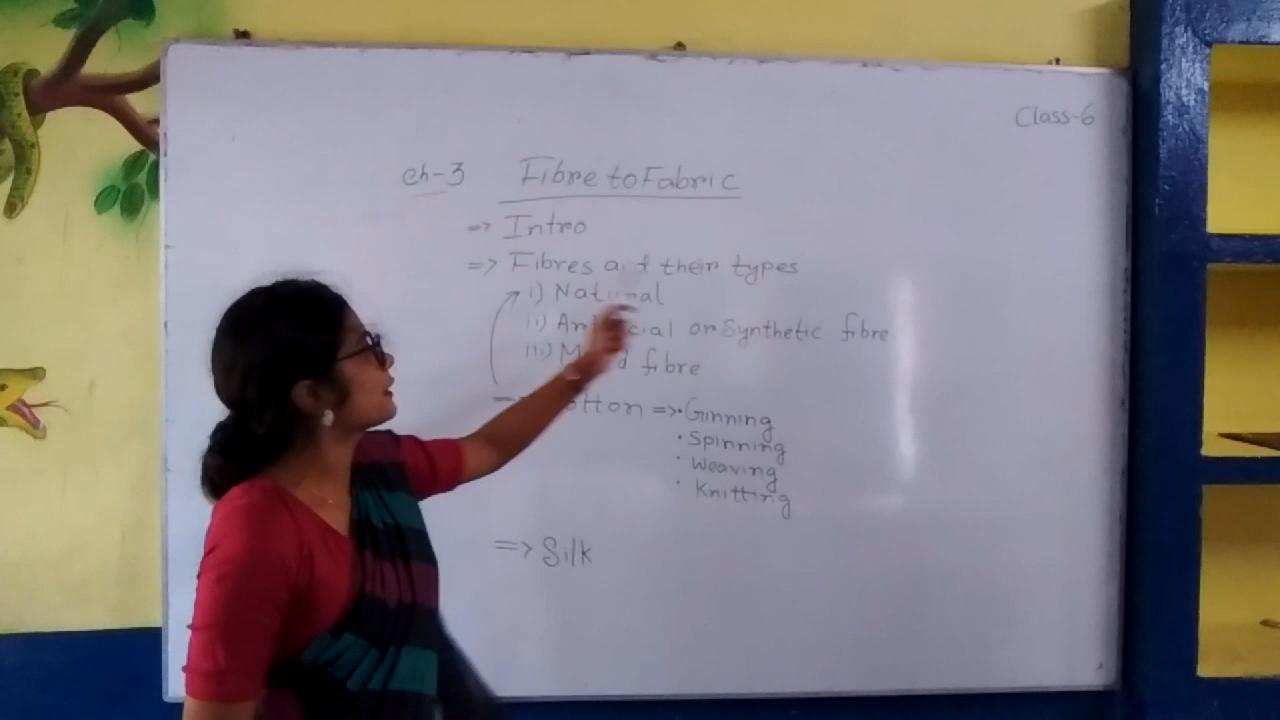 Class-6
Ch-3 Fibre to Fabric
=> Intro
=> Fibres and their types
i) Natural
ii) Artificial or Synthetic fibre
iii) Mixed fibre
=> Cotton =>• Ginning
• Spinning
• Weaving
• Knitting
=> Silk